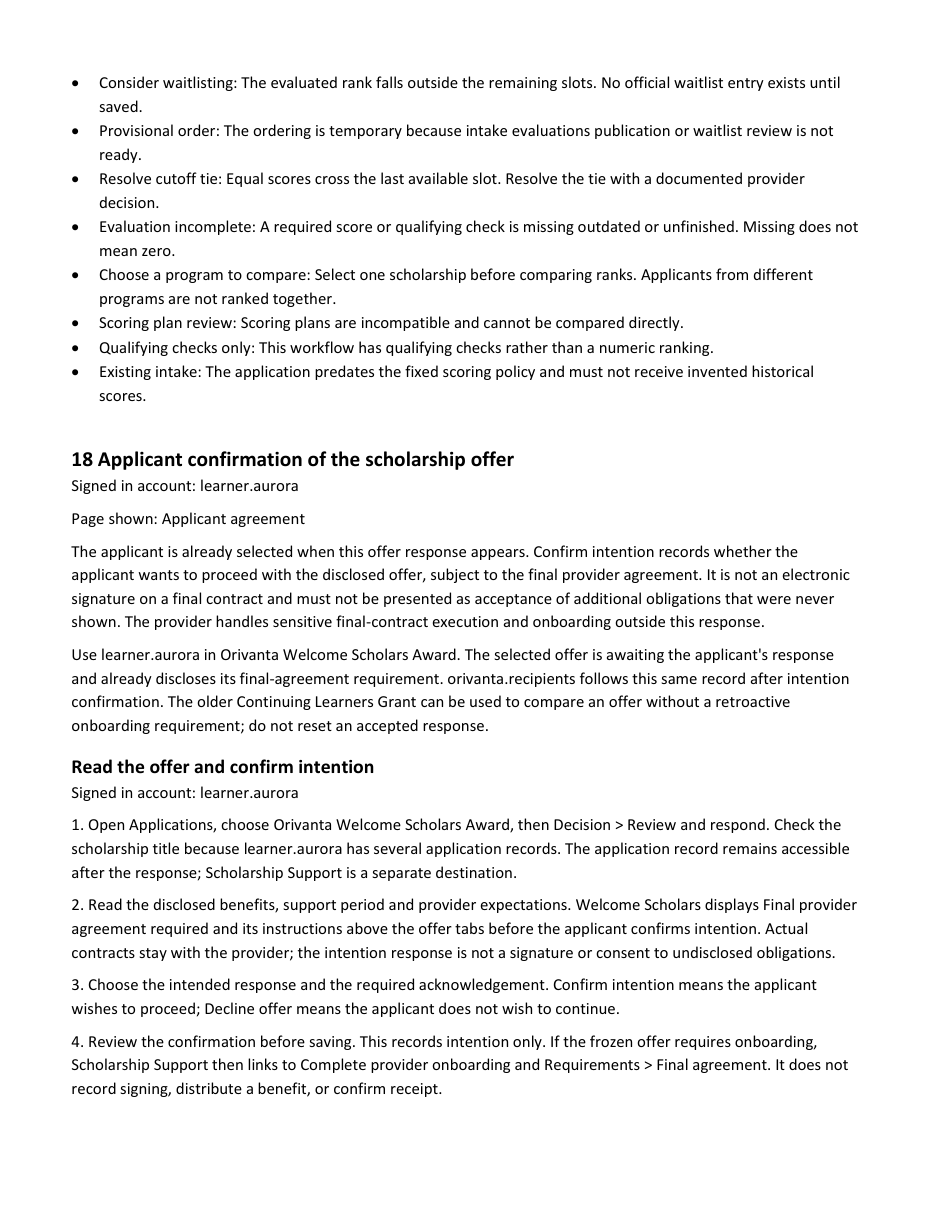 • Consider waitlisting: The evaluated rank falls outside the remaining slots. No official waitlist entry exists until
saved.
• Provisional order: The ordering is temporary because intake evaluations publication or waitlist review is not
ready.
• Resolve cutoff tie: Equal scores cross the last available slot. Resolve the tie with a documented provider
decision.
• Evaluation incomplete: A required score or qualifying check is missing outdated or unfinished. Missing does not
mean zero.
• Choose a program to compare: Select one scholarship before comparing ranks. Applicants from different
programs are not ranked together.
• Scoring plan review: Scoring plans are incompatible and cannot be compared directly.
• Qualifying checks only: This workflow has qualifying checks rather than a numeric ranking.
• Existing intake: The application predates the fixed scoring policy and must not receive invented historical
scores.
18 Applicant confirmation of the scholarship offer
Signed in account: learner.aurora
Page shown: Applicant agreement
The applicant is already selected when this offer response appears. Confirm intention records whether the
applicant wants to proceed with the disclosed offer, subject to the final provider agreement. It is not an electronic
signature on a final contract and must not be presented as acceptance of additional obligations that were never
shown. The provider handles sensitive final-contract execution and onboarding outside this response.
Use learner.aurora in Orivanta Welcome Scholars Award. The selected offer is awaiting the applicant's response
and already discloses its final-agreement requirement. orivanta.recipients follows this same record after intention
confirmation. The older Continuing Learners Grant can be used to compare an offer without a retroactive
onboarding requirement; do not reset an accepted response.
Read the offer and confirm intention
Signed in account: learner.aurora
1. Open Applications, choose Orivanta Welcome Scholars Award, then Decision > Review and respond. Check the
scholarship title because learner.aurora has several application records. The application record remains accessible
after the response; Scholarship Support is a separate destination.
2. Read the disclosed benefits, support period and provider expectations. Welcome Scholars displays Final provider
agreement required and its instructions above the offer tabs before the applicant confirms intention. Actual
contracts stay with the provider; the intention response is not a signature or consent to undisclosed obligations.
3. Choose the intended response and the required acknowledgement. Confirm intention means the applicant
wishes to proceed; Decline offer means the applicant does not wish to continue.
4. Review the confirmation before saving. This records intention only. If the frozen offer requires onboarding,
Scholarship Support then links to Complete provider onboarding and Requirements > Final agreement. It does not
record signing, distribute a benefit, or confirm receipt.